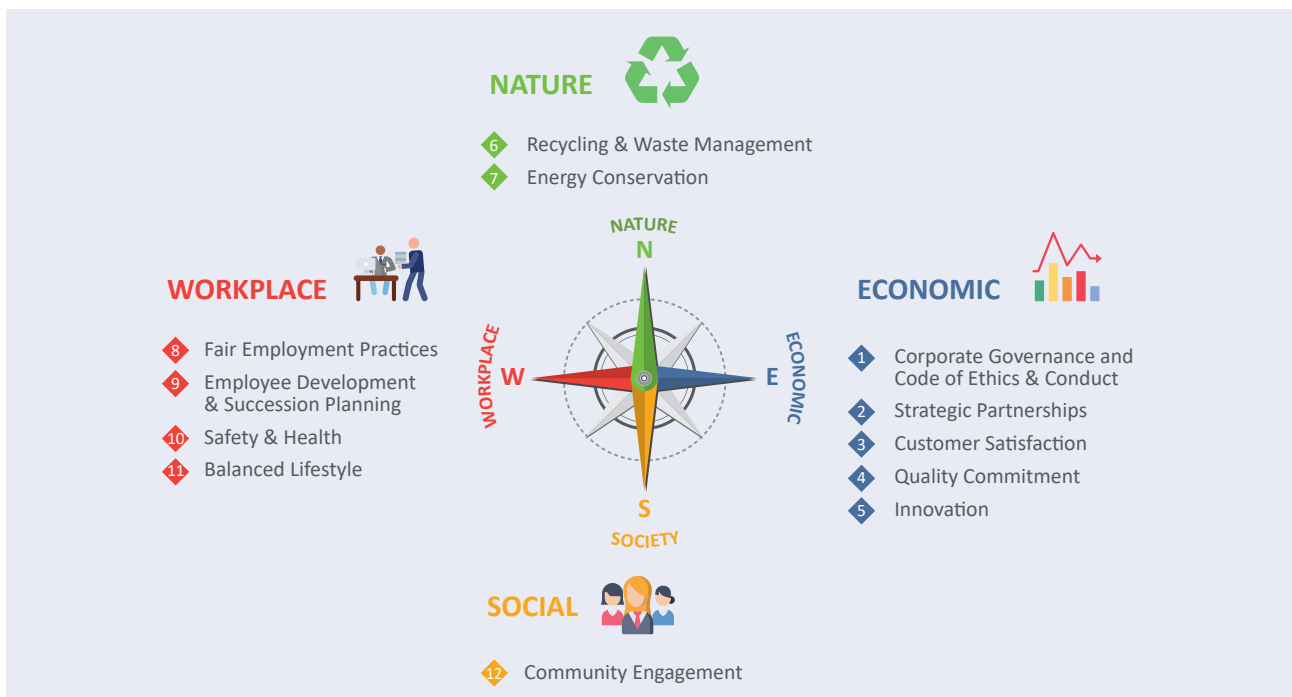 NATURE
6 Recycling & Waste Management
7 Energy Conservation
WORKPLACE
8 Fair Employment Practices
9 Employee Development
& Succession Planning
10 Safety & Health
11 Balanced Lifestyle
NATURE
N
WORKPLACE
W
E
ECONOMIC
S
SOCIETY
ECONOMIC
1 Corporate Governance and
Code of Ethics & Conduct
2 Strategic Partnerships
3 Customer Satisfaction
4 Quality Commitment
5 Innovation
SOCIAL
12 Community Engagement